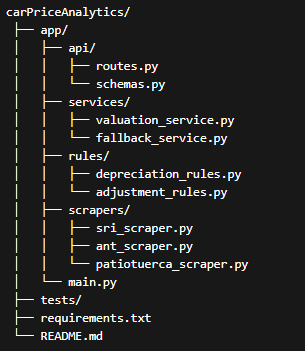 carPriceAnalytics/
├── app/
│   ├── api/
│   │   ├── routes.py
│   │   ├── schemas.py
│   ├── services/
│   │   ├── valuation_service.py
│   │   ├── fallback_service.py
│   ├── rules/
│   │   ├── depreciation_rules.py
│   │   ├── adjustment_rules.py
│   ├── scrapers/
│   │   ├── sri_scraper.py
│   │   ├── ant_scraper.py
│   │   ├── patiotuerca_scraper.py
│   └── main.py
├── tests/
├── requirements.txt
└── README.md